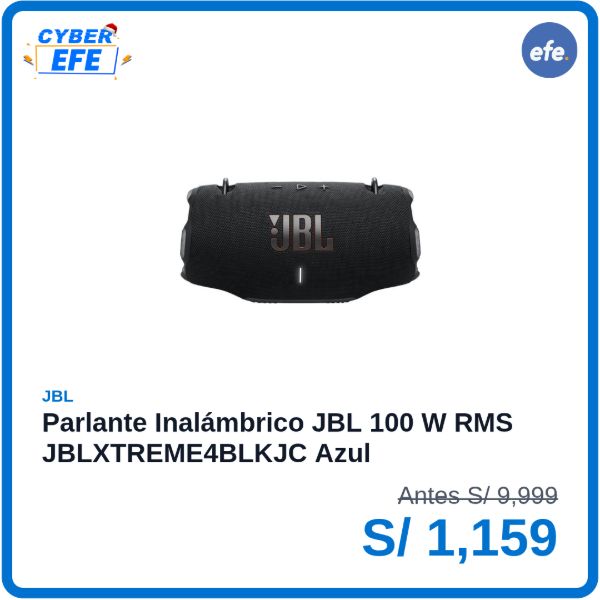 CYBER
EFE
efe.
JBL
JBL
Parlante Inalámbrico JBL 100 W RMS
JBLXTREME4BLKJC Azul
Antes S/ 9,999
S/ 1,159